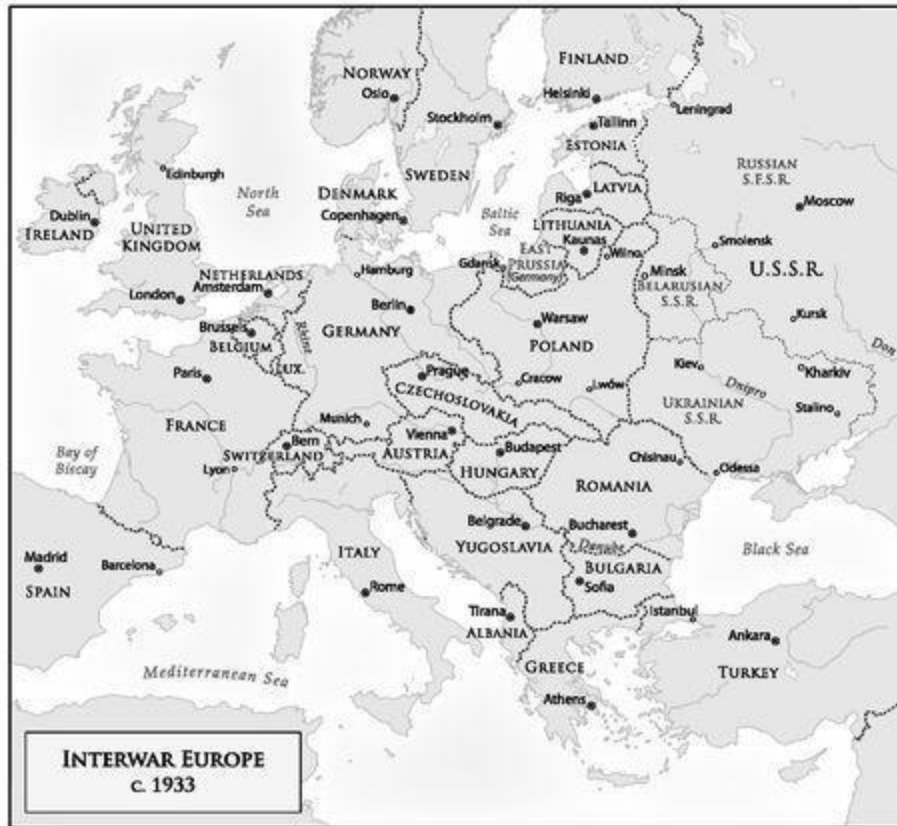 NORWAY
Oslo
FINLAND
Helsinki
Leningrad
Stockholm
Tallinn
ESTONIA
Edinburgh
North
Sea
DENMARK
Copenhagen
SWEDEN
Baltic
Sea
Riga
LATVIA
RUSSIAN
S.F.S.R.
Moscow
Dublin
IRELAND
UNITED
KINGDOM
LITHUANIA
Kaunas
Wilno
Smolensk
EAST
PRUSSIA
(Germany)
Gdansk
Minsk
BELARUSIAN
S.S.R.
U.S.S.R.
NETHERLANDS
Amsterdam
Hamburg
London
Berlin
GERMANY
Warsaw
POLAND
Kursk
Don
Brussels
BELGIUM
Rhine
LUX.
Paris
Prague
CZECHOSLOVAKIA
Cracow
Lwów
Kiev
Dnipro
Kharkiv
UKRAINIAN
S.S.R.
Stalino
FRANCE
Munich
Bay of
Biscay
Bern
SWITZERLAND
Lyon
Vienna
AUSTRIA
Budapest
HUNGARY
Chisinau
Odessa
ROMANIA
Belgrade
YUGOSLAVIA
Bucharest
Danube
BULGARIA
Sofia
Black Sea
Madrid
SPAIN
Barcelona
ITALY
Rome
Tirana
ALBANIA
Istanbul
Ankara
TURKEY
GREECE
Athens
Mediterranean Sea
INTERWAR EUROPE
c. 1933